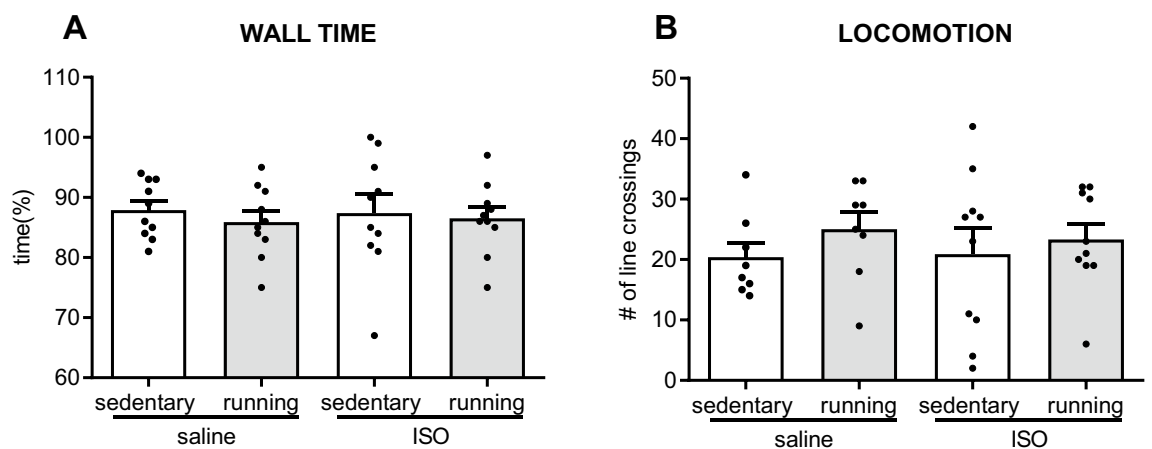 A
WALL TIME
time(%)
110
100
90
80
70
60
sedentary running sedentary running
saline ISO
B
LOCOMOTION
# of line crossings
50
40
30
20
10
0
sedentary running sedentary running
saline ISO